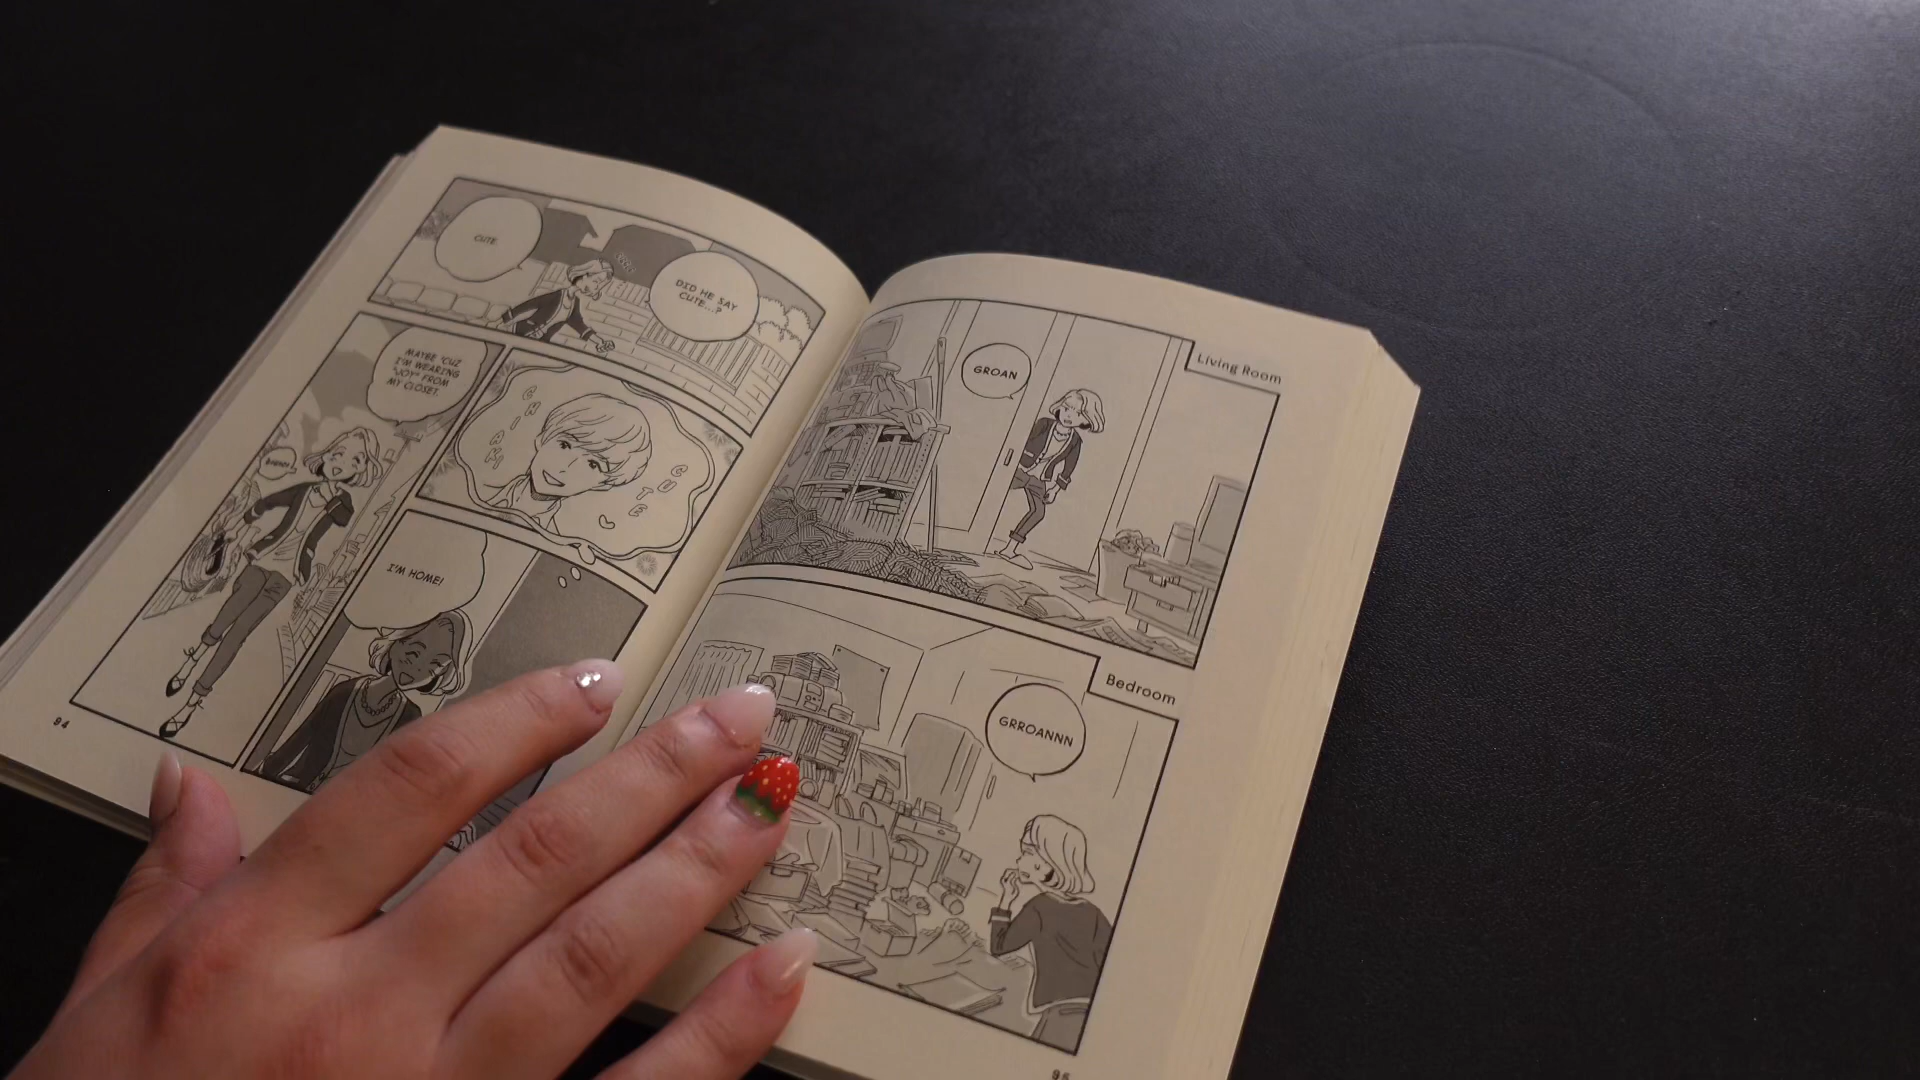 CUTE
DID HE SAY
CUTE...?
MAYBE 'CUZ
I'M WEARING
"JOY" FROM
MY CLOSET.
CHIAKI
CUTE
I'M HOME!
94
Living Room
GROAN
Bedroom
GRROANNN
95